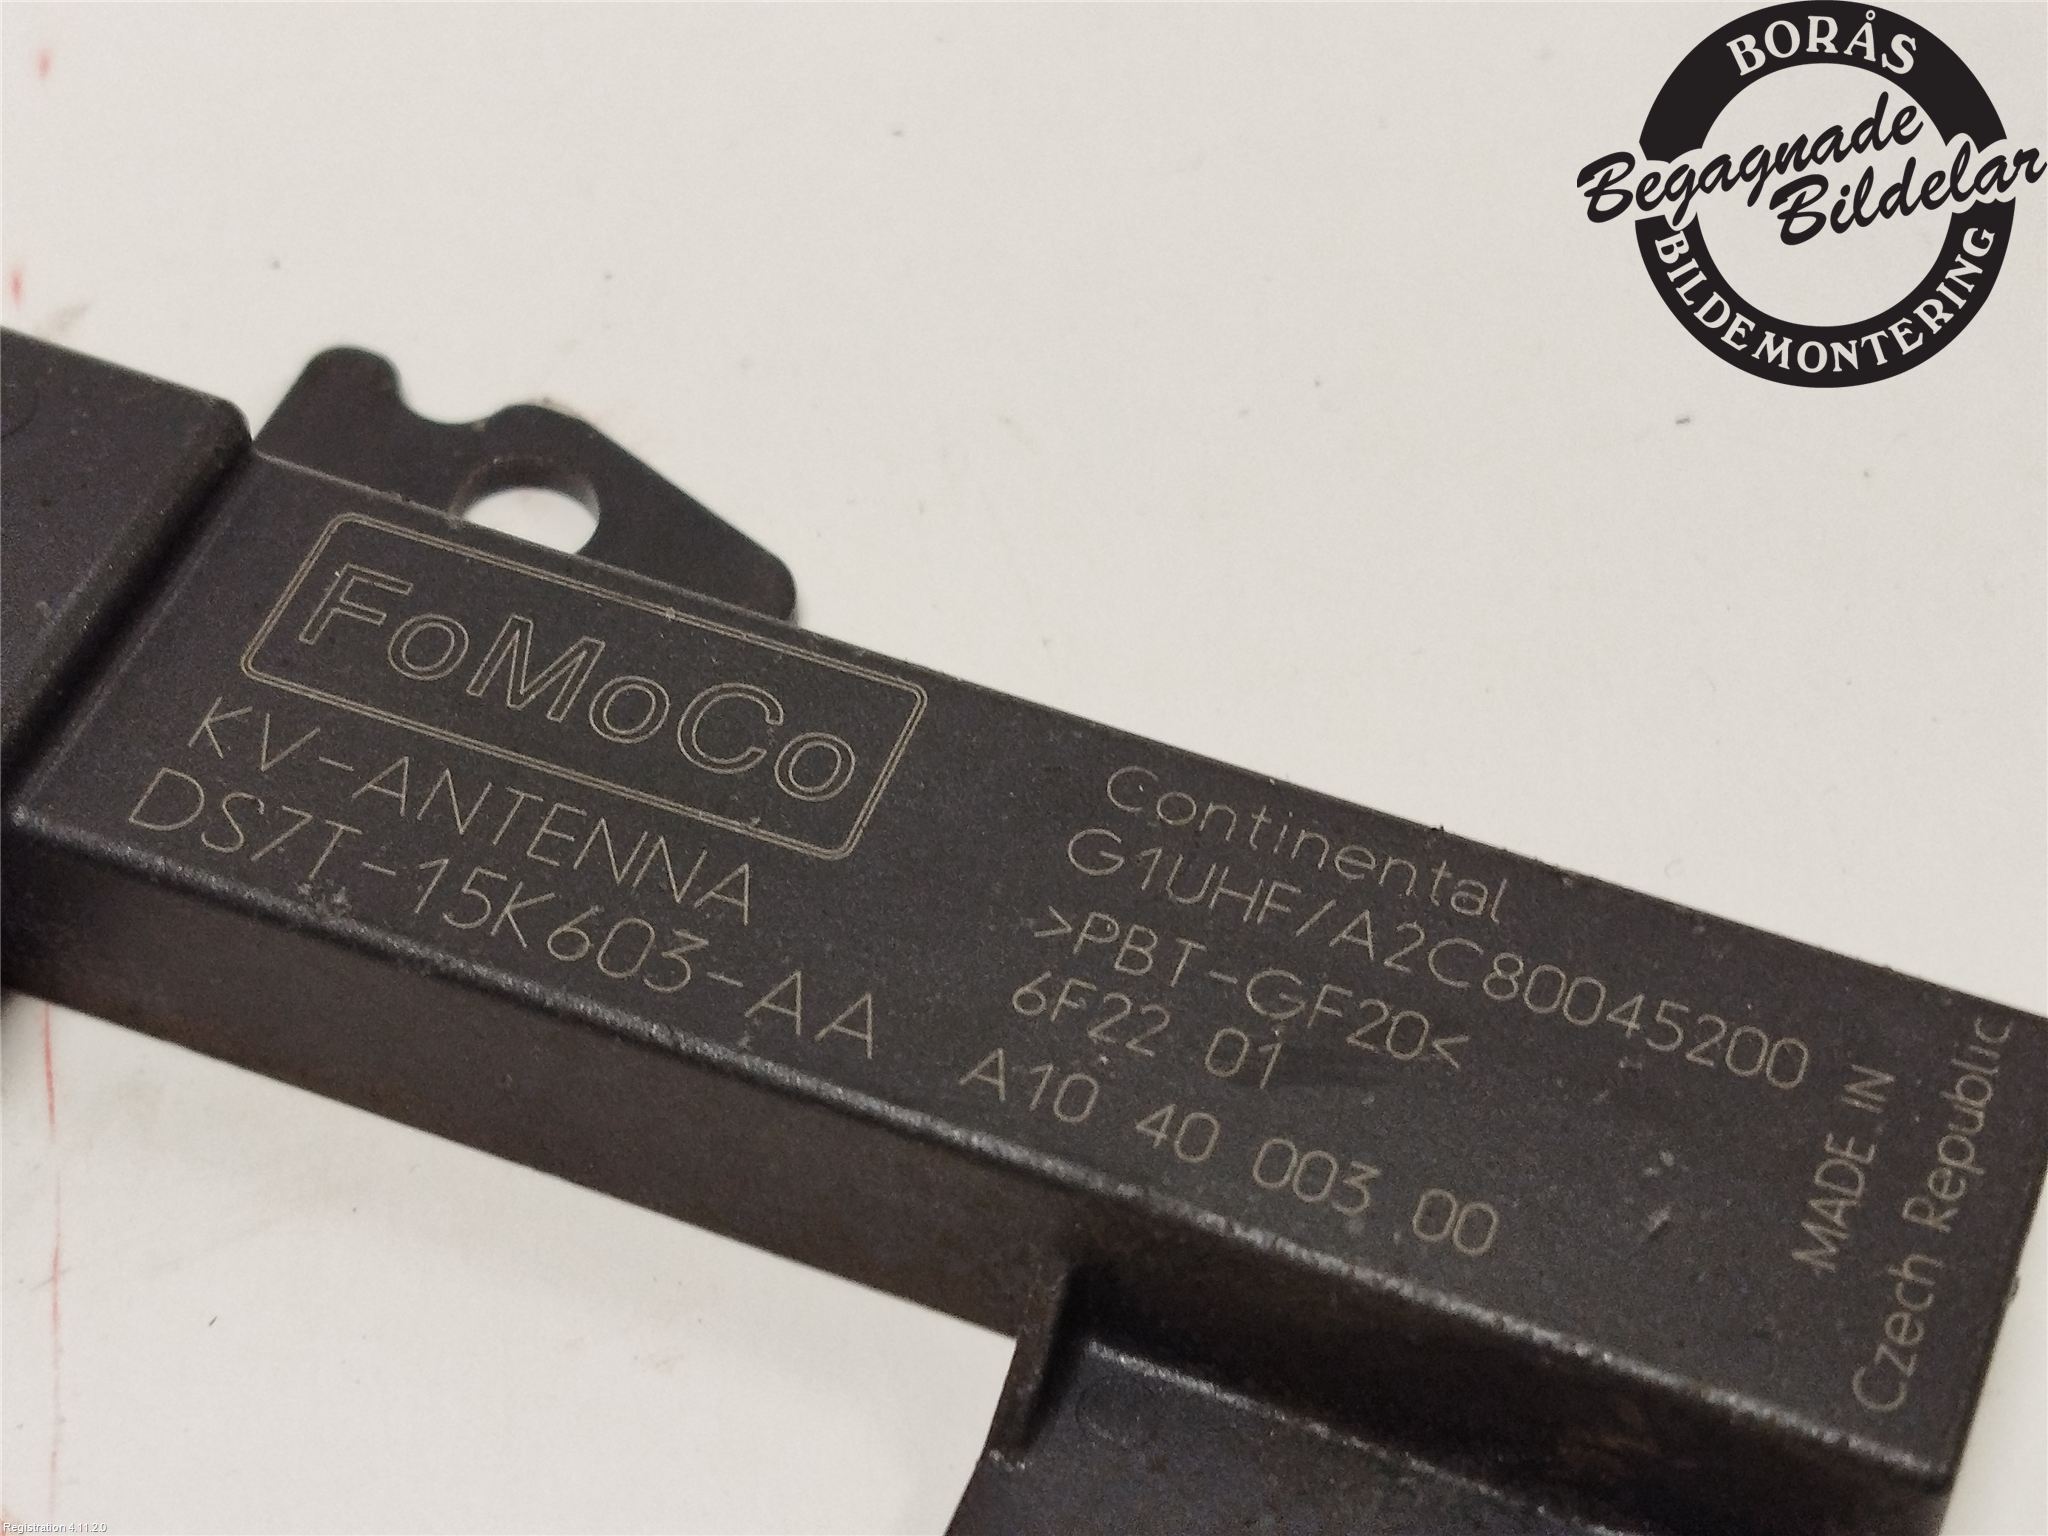 BORÅS
Begagnade
Bildelar
BILDEMONTERING
FoMoCo
KV-ANTENNA
DS7T-15K603-AA
Continental
G1UHF/A2C80045200
>PBT-GF20<
6F22 01
A10 40 003 00
MADE IN
Czech Republic
Registration 4.11.2.0